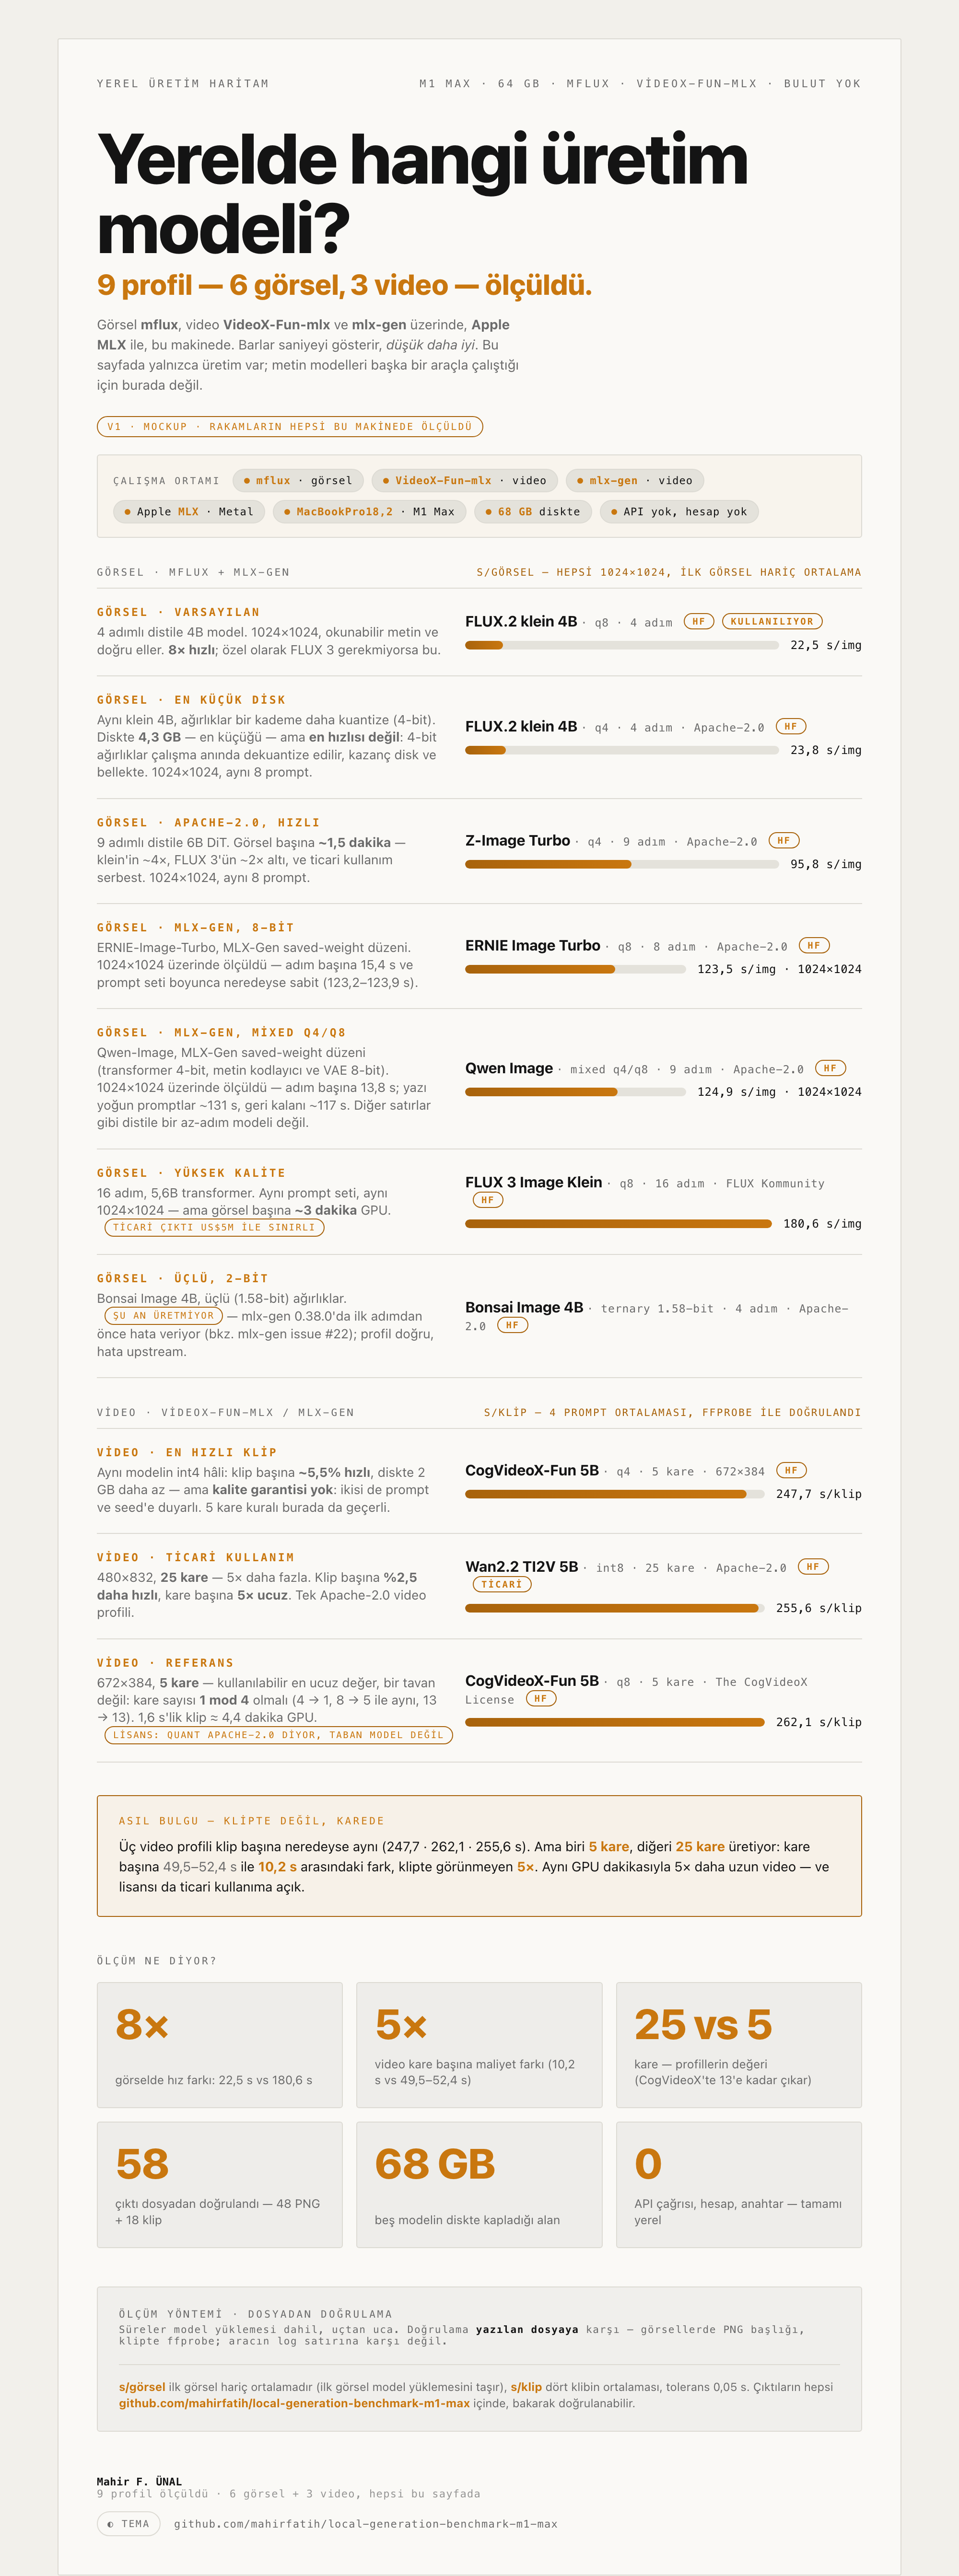 YEREL ÜRETİM HARİTAM
M1 MAX · 64 GB · MFLUX · VİDEOX-FUN-MLX · BULUT YOK
Yerelde hangi üretim
modeli?
9 profil — 6 görsel, 3 video — ölçüldü.
Görsel mflux, video VideoX-Fun-mlx ve mlx-gen üzerinde, Apple
MLX ile, bu makinede. Barlar saniyeyi gösterir, düşük daha iyi. Bu
sayfada yalnızca üretim var; metin modelleri başka bir araçla çalıştığı
için burada değil.
V1 · MOCKUP · RAKAMLARIN HEPSİ BU MAKİNEDE ÖLÇÜLDÜ
ÇALIŞMA ORTAMI
● mflux · görsel
● VideoX-Fun-mlx · video
● mlx-gen · video
● Apple MLX · Metal
● MacBookPro18,2 · M1 Max
● 68 GB diskte
● API yok, hesap yok
GÖRSEL · MFLUX + MLX-GEN
S/GÖRSEL — HEPSİ 1024×1024, İLK GÖRSEL HARİÇ ORTALAMA
GÖRSEL · VARSAYILAN
4 adımlı distile 4B model. 1024×1024, okunabilir metin ve
doğru eller. 8× hızlı; özel olarak FLUX 3 gerekmiyorsa bu.
FLUX.2 klein 4B · q8 · 4 adım HF KULLANILIYOR
22,5 s/img
GÖRSEL · EN KÜÇÜK DİSK
Aynı klein 4B, ağırlıklar bir kademe daha kuantize (4-bit).
Diskte 4,3 GB — en küçüğü — ama en hızlısı değil: 4-bit
ağırlıklar çalışma anında dekuantize edilir, kazanç disk ve
bellekte. 1024×1024, aynı 8 prompt.
FLUX.2 klein 4B · q4 · 4 adım · Apache-2.0 HF
23,8 s/img
GÖRSEL · APACHE-2.0, HIZLI
9 adımlı distile 6B DiT. Görsel başına ~1,5 dakika —
klein'in ~4×, FLUX 3'ün ~2× altı, ve ticari kullanım
serbest. 1024×1024, aynı 8 prompt.
Z-Image Turbo · q4 · 9 adım · Apache-2.0 HF
95,8 s/img
GÖRSEL · MLX-GEN, 8-BİT
ERNIE-Image-Turbo, MLX-Gen saved-weight düzeni.
1024×1024 üzerinde ölçüldü — adım başına 15,4 s ve
prompt seti boyunca neredeyse sabit (123,2–123,9 s).
ERNIE Image Turbo · q8 · 8 adım · Apache-2.0 HF
123,5 s/img · 1024×1024
GÖRSEL · MLX-GEN, MİXED Q4/Q8
Qwen-Image, MLX-Gen saved-weight düzeni
(transformer 4-bit, metin kodlayıcı ve VAE 8-bit).
1024×1024 üzerinde ölçüldü — adım başına 13,8 s; yazı
yoğun promptlar ~131 s, geri kalanı ~117 s. Diğer satırlar
gibi distile bir az-adım modeli değil.
Qwen Image · mixed q4/q8 · 9 adım · Apache-2.0 HF
124,9 s/img · 1024×1024
GÖRSEL · YÜKSEK KALİTE
16 adım, 5,6B transformer. Aynı prompt seti, aynı
1024×1024 — ama görsel başına ~3 dakika GPU.
TİCARİ ÇIKTI US$5M İLE SINIRLI
FLUX 3 Image Klein · q8 · 16 adım · FLUX Kommunity
HF
180,6 s/img
GÖRSEL · ÜÇLÜ, 2-BİT
Bonsai Image 4B, üçlü (1.58-bit) ağırlıklar.
ŞU AN ÜRETMİYOR — mlx-gen 0.38.0'da ilk adımdan
önce hata veriyor (bkz. mlx-gen issue #22); profil doğru,
hata upstream.
Bonsai Image 4B · ternary 1.58-bit · 4 adım · Apache-
2.0 HF
VİDEO · VİDEOX-FUN-MLX / MLX-GEN
S/KLİP — 4 PROMPT ORTALAMASI, FFPROBE İLE DOĞRULANDI
VİDEO · EN HIZLI KLİP
Aynı modelin int4 hâli: klip başına ~5,5% hızlı, diskte 2
GB daha az — ama kalite garantisi yok: ikisi de prompt
ve seed'e duyarlı. 5 kare kuralı burada da geçerli.
CogVideoX-Fun 5B · q4 · 5 kare · 672×384 HF
247,7 s/klip
VİDEO · TİCARİ KULLANIM
480×832, 25 kare — 5× daha fazla. Klip başına %2,5
daha hızlı, kare başına 5× ucuz. Tek Apache-2.0 video
profili.
Wan2.2 TI2V 5B · int8 · 25 kare · Apache-2.0 HF
TİCARİ
255,6 s/klip
VİDEO · REFERANS
672×384, 5 kare — kullanılabilir en ucuz değer, bir tavan
değil: kare sayısı 1 mod 4 olmalı (4 → 1, 8 → 5 ile aynı, 13
→ 13). 1,6 s'lik klip ≈ 4,4 dakika GPU.
LİSANS: QUANT APACHE-2.0 DİYOR, TABAN MODEL DEĞİL
CogVideoX-Fun 5B · q8 · 5 kare · The CogVideoX
License HF
262,1 s/klip
ASIL BULGU — KLİPTE DEĞİL, KAREDE
Üç video profili klip başına neredeyse aynı (247,7 · 262,1 · 255,6 s). Ama biri 5 kare, diğeri 25 kare üretiyor: kare
başına 49,5–52,4 s ile 10,2 s arasındaki fark, klipte görünmeyen 5×. Aynı GPU dakikasıyla 5× daha uzun video — ve
lisansı da ticari kullanıma açık.
ÖLÇÜM NE DİYOR?
8×
görselde hız farkı: 22,5 s vs 180,6 s
5×
video kare başına maliyet farkı (10,2
s vs 49,5–52,4 s)
25 vs 5
kare — profillerin değeri
(CogVideoX'te 13'e kadar çıkar)
58
çıktı dosyadan doğrulandı — 48 PNG
+ 18 klip
68 GB
beş modelin diskte kapladığı alan
0
API çağrısı, hesap, anahtar — tamamı
yerel
ÖLÇÜM YÖNTEMİ · DOSYADAN DOĞRULAMA
Süreler model yüklemesi dahil, uçtan uca. Doğrulama yazılan dosyaya karşı — görsellerde PNG başlığı,
klipte ffprobe; aracın log satırına karşı değil.
s/görsel ilk görsel hariç ortalamadır (ilk görsel model yüklemesini taşır), s/klip dört klibin ortalaması, tolerans 0,05 s. Çıktıların hepsi
github.com/mahirfatih/local-generation-benchmark-m1-max içinde, bakarak doğrulanabilir.
Mahir F. ÜNAL
9 profil ölçüldü · 6 görsel + 3 video, hepsi bu sayfada
◐ TEMA
github.com/mahirfatih/local-generation-benchmark-m1-max